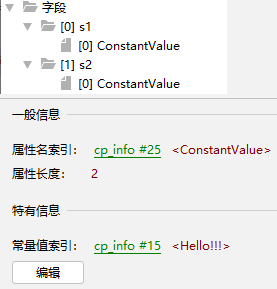 字段
[0] s1
[0] ConstantValue
[1] s2
[0] ConstantValue
一般信息
属性名索引: cp_info #25 <ConstantValue>
属性长度: 2
特有信息
常量值索引: cp_info #15 <Hello!!!>
编辑